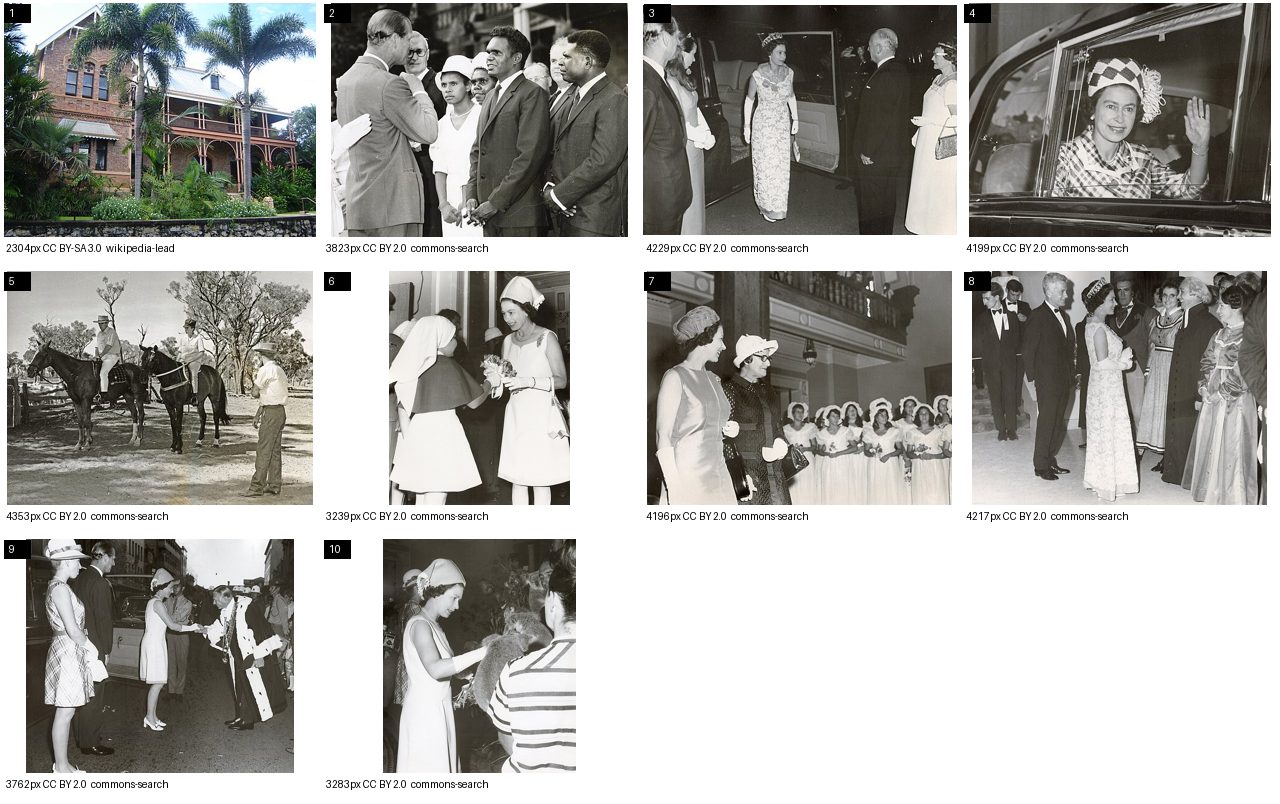 1
2
3
4
2304px CC BY-SA 3.0 wikipedia-lead
3823px CC BY 2.0 commons-search
4229px CC BY 2.0 commons-search
4199px CC BY 2.0 commons-search
5
6
7
8
4353px CC BY 2.0 commons-search
3239px CC BY 2.0 commons-search
4196px CC BY 2.0 commons-search
4217px CC BY 2.0 commons-search
9
10
3762px CC BY 2.0 commons-search
3283px CC BY 2.0 commons-search